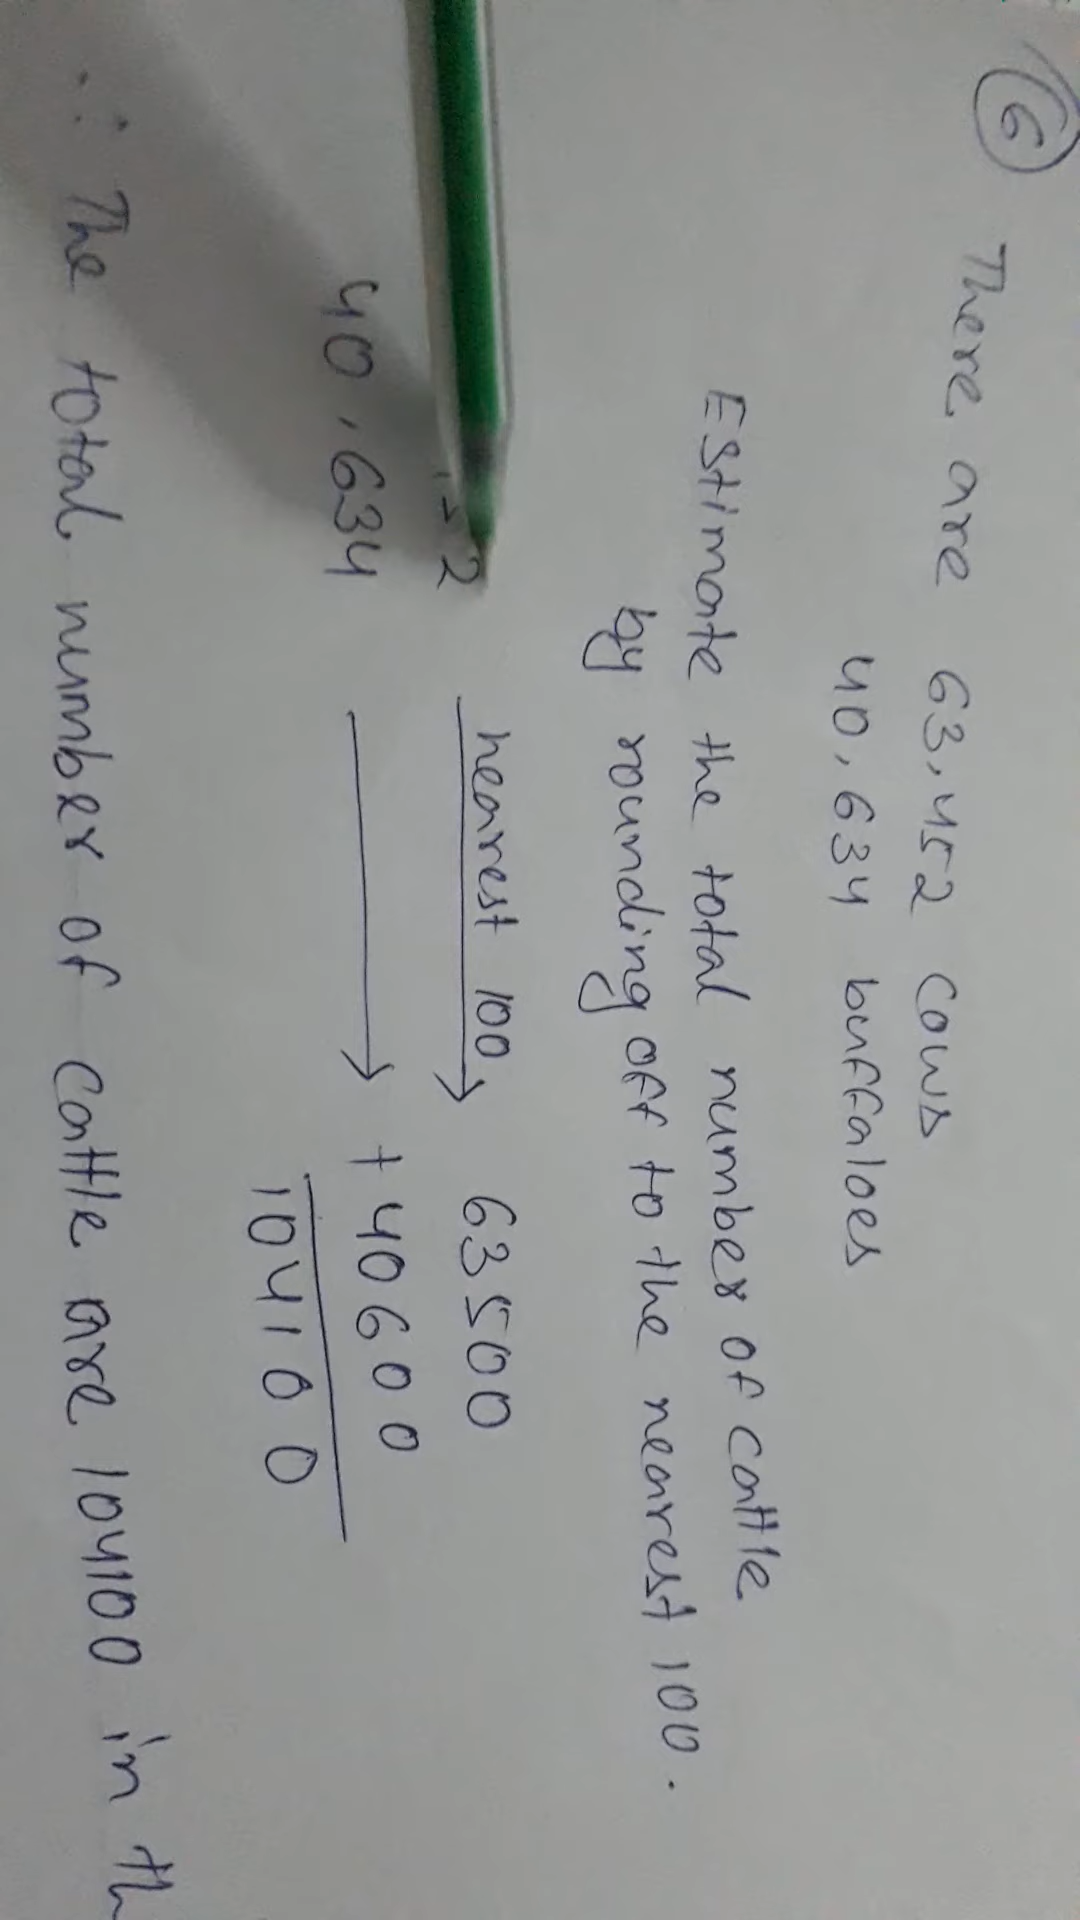 6 There are 63,452 cows
40,634 buffaloes
Estimate the total number of cattle
by rounding off to the nearest 100.
2 nearest 100 63500
40,634 + 40600
104100
∴ The total number of cattle are 104100 in